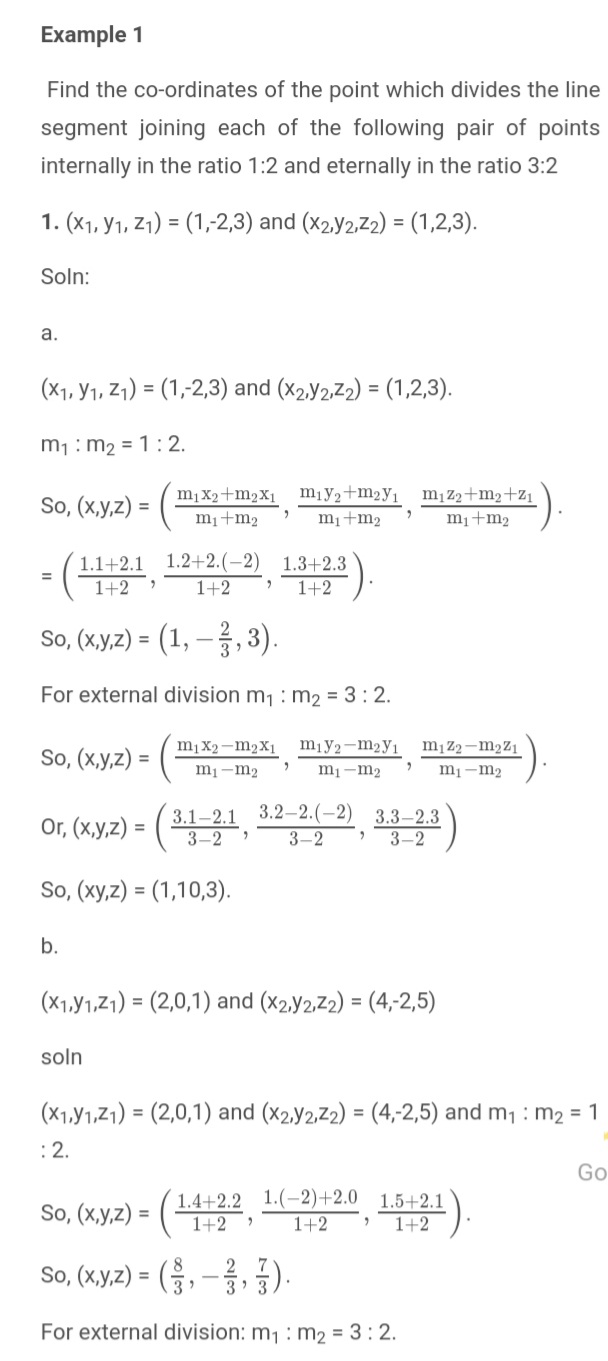 Example 1
Find the co-ordinates of the point which divides the line
segment joining each of the following pair of points
internally in the ratio 1:2 and eternally in the ratio 3:2
1. (x₁, y₁, z₁) = (1,-2,3) and (x₂,y₂,z₂) = (1,2,3).
Soln:
a.
(x₁, y₁, z₁) = (1,-2,3) and (x₂,y₂,z₂) = (1,2,3).
m₁ : m₂ = 1 : 2.
So, (x,y,z) = ( (m₁x₂+m₂x₁)/(m₁+m₂) , (m₁y₂+m₂y₁)/(m₁+m₂) , (m₁z₂+m₂+z₁)/(m₁+m₂) ).
= ( (1.1+2.1)/(1+2) , (1.2+2.(−2))/(1+2) , (1.3+2.3)/(1+2) ).
So, (x,y,z) = (1, −2/3, 3).
For external division m₁ : m₂ = 3 : 2.
So, (x,y,z) = ( (m₁x₂−m₂x₁)/(m₁−m₂) , (m₁y₂−m₂y₁)/(m₁−m₂) , (m₁z₂−m₂z₁)/(m₁−m₂) ).
Or, (x,y,z) = ( (3.1−2.1)/(3−2) , (3.2−2.(−2))/(3−2) , (3.3−2.3)/(3−2) )
So, (xy,z) = (1,10,3).
b.
(x₁,y₁,z₁) = (2,0,1) and (x₂,y₂,z₂) = (4,-2,5)
soln
(x₁,y₁,z₁) = (2,0,1) and (x₂,y₂,z₂) = (4,-2,5) and m₁ : m₂ = 1
: 2.
Go
So, (x,y,z) = ( (1.4+2.2)/(1+2) , (1.(−2)+2.0)/(1+2) , (1.5+2.1)/(1+2) ).
So, (x,y,z) = (8/3, −2/3, 7/3).
For external division: m₁ : m₂ = 3 : 2.